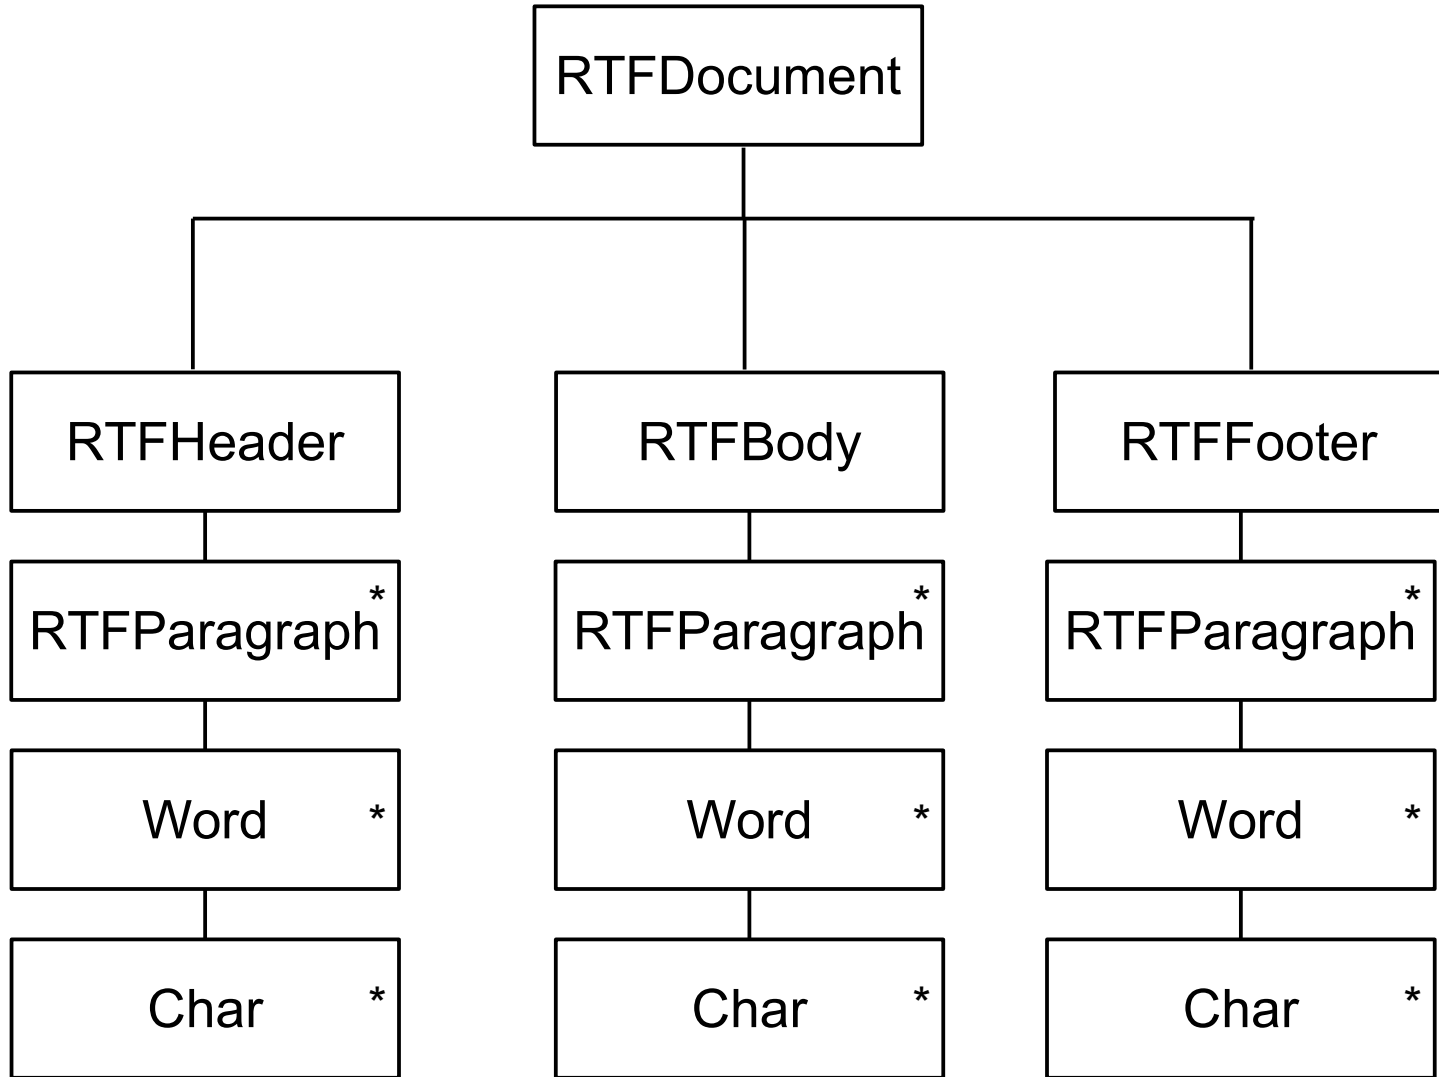 RTFDocument
RTFHeader
RTFBody
RTFFooter
RTFParagraph *
RTFParagraph *
RTFParagraph *
Word *
Word *
Word *
Char *
Char *
Char *